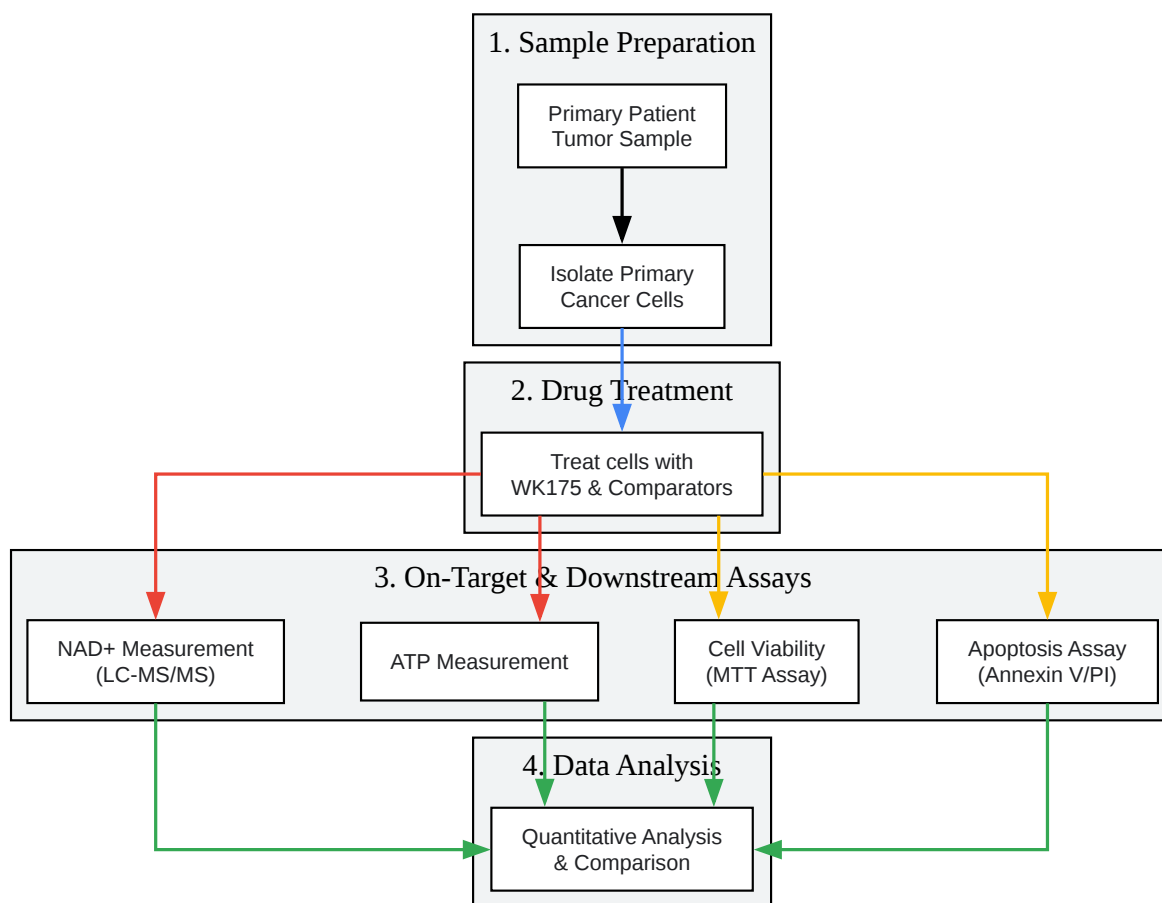 1. Sample Preparation
Primary Patient
Tumor Sample
Isolate Primary
Cancer Cells
2. Drug Treatment
Treat cells with
WK175 & Comparators
3. On-Target & Downstream Assays
NAD+ Measurement
(LC-MS/MS)
ATP Measurement
Cell Viability
(MTT Assay)
Apoptosis Assay
(Annexin V/PI)
4. Data Analysis
Quantitative Analysis
& Comparison